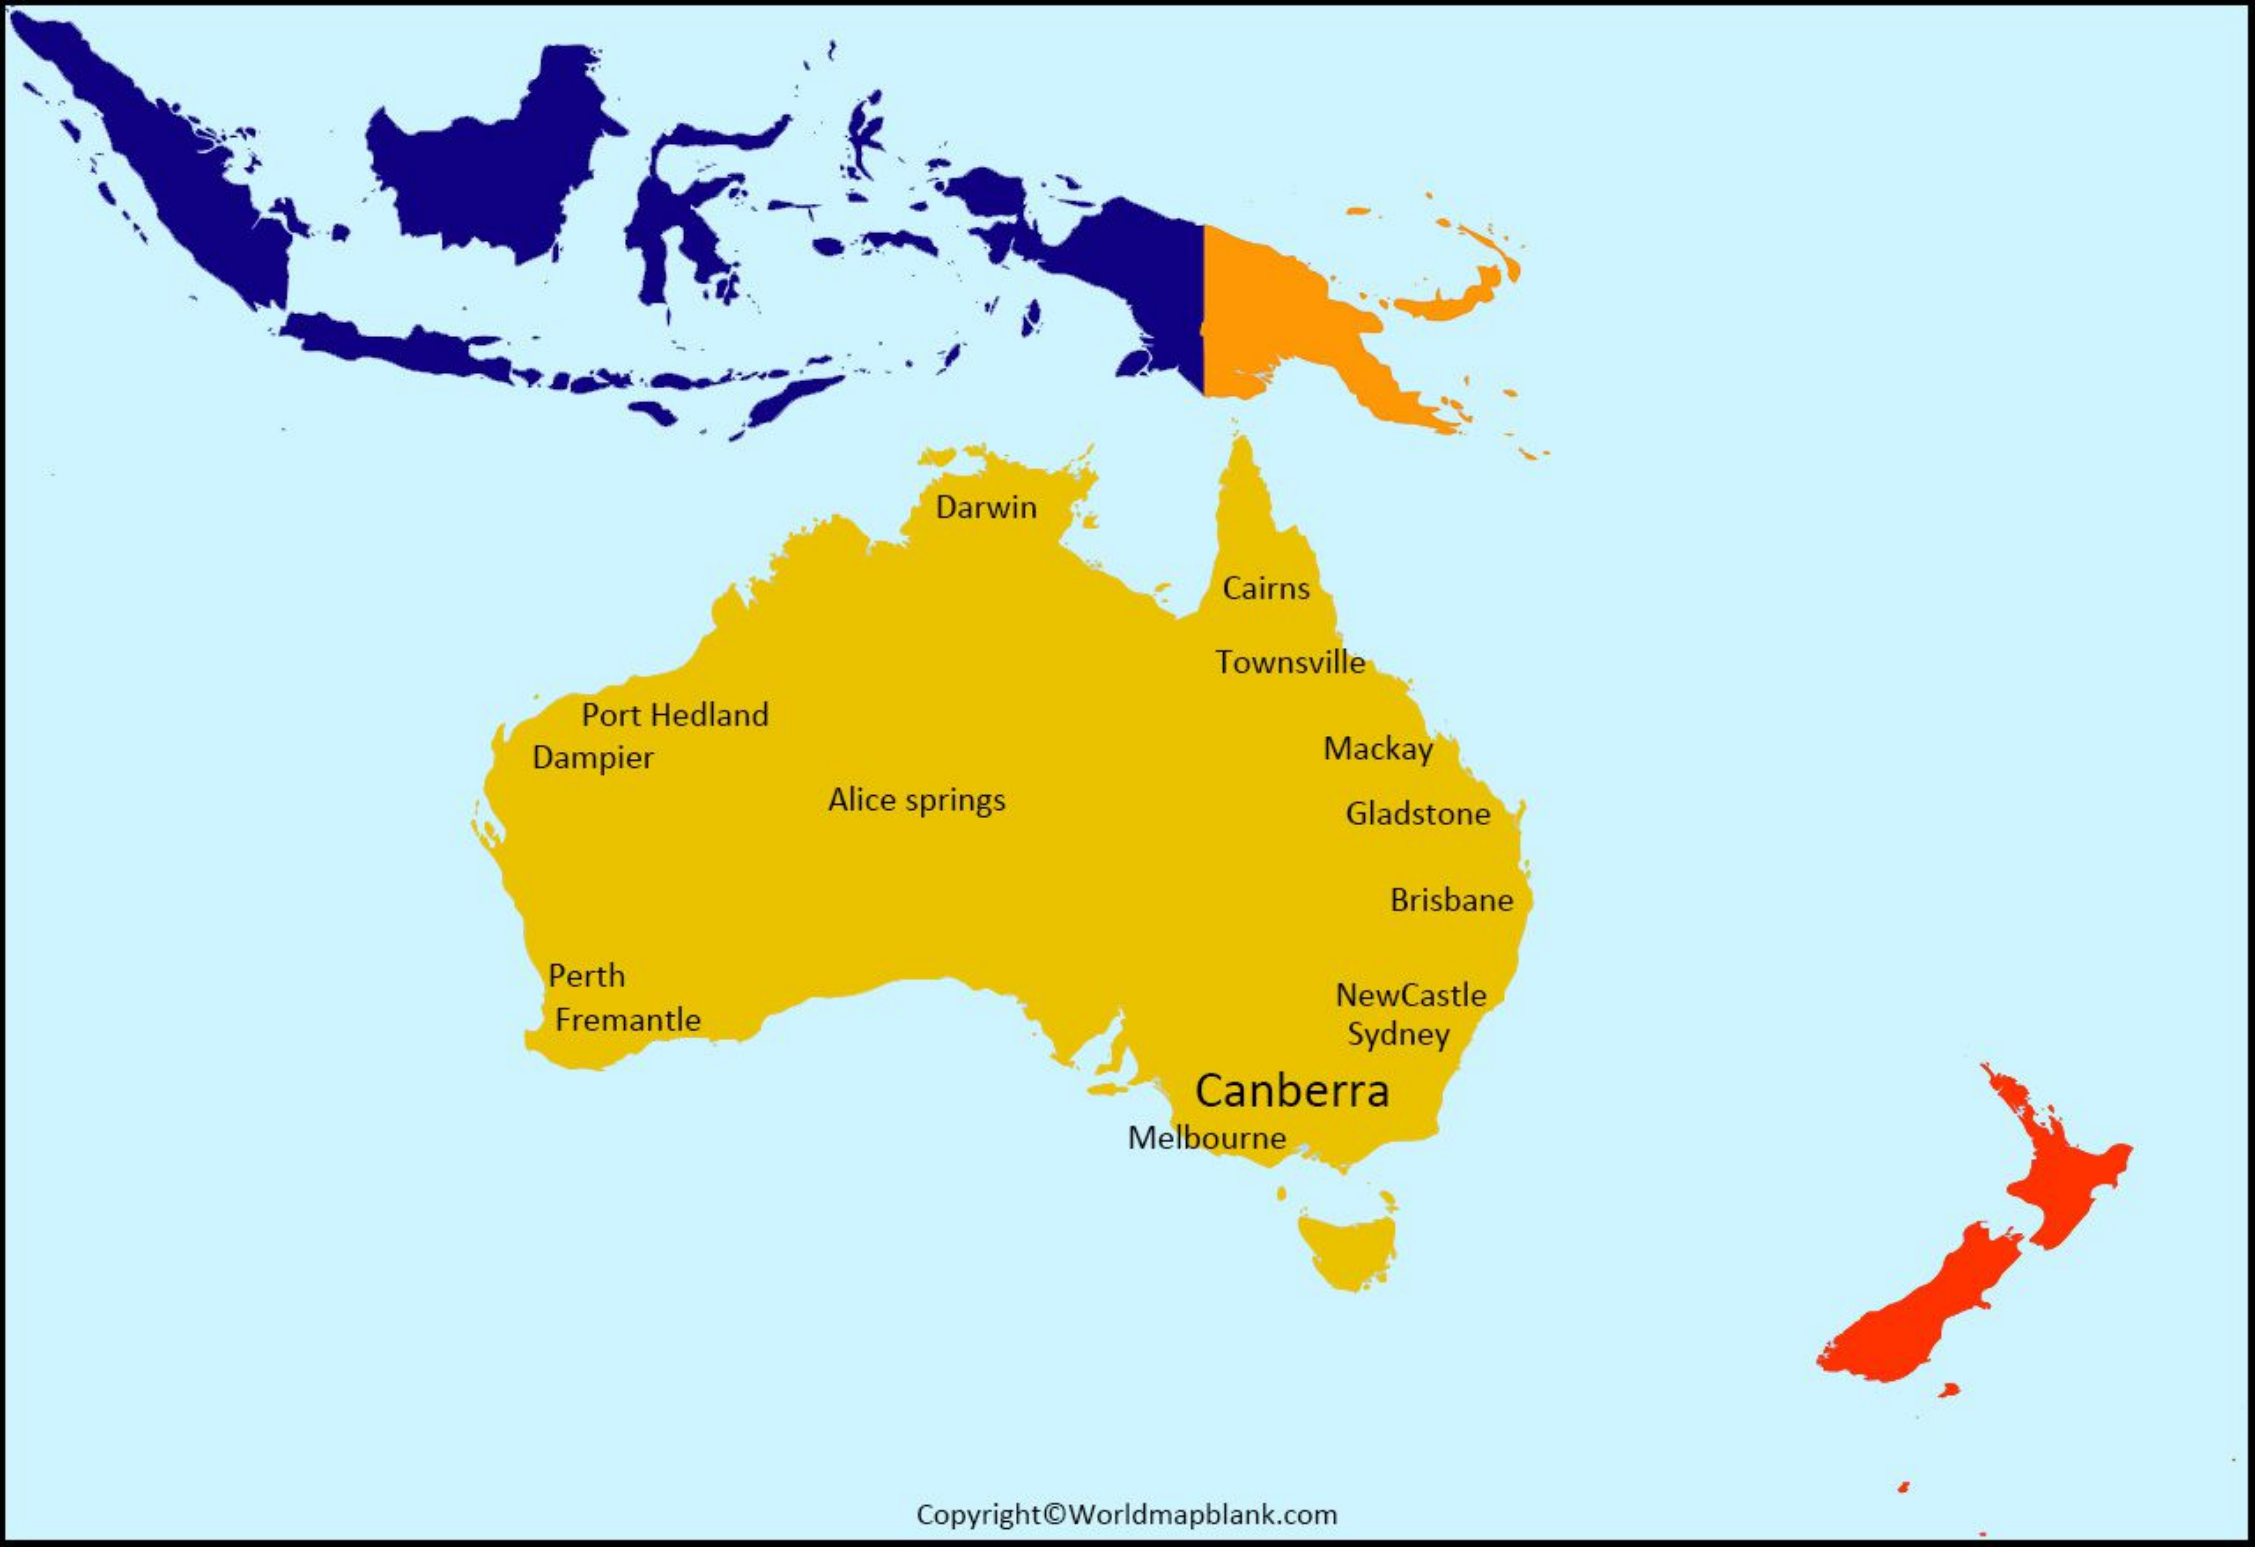 Darwin
Cairns
Townsville
Port Hedland
Mackay
Dampier
Alice springs
Gladstone
Brisbane
Perth
NewCastle
Fremantle
Sydney
Canberra
Melbourne
Copyright©Worldmapblank.com